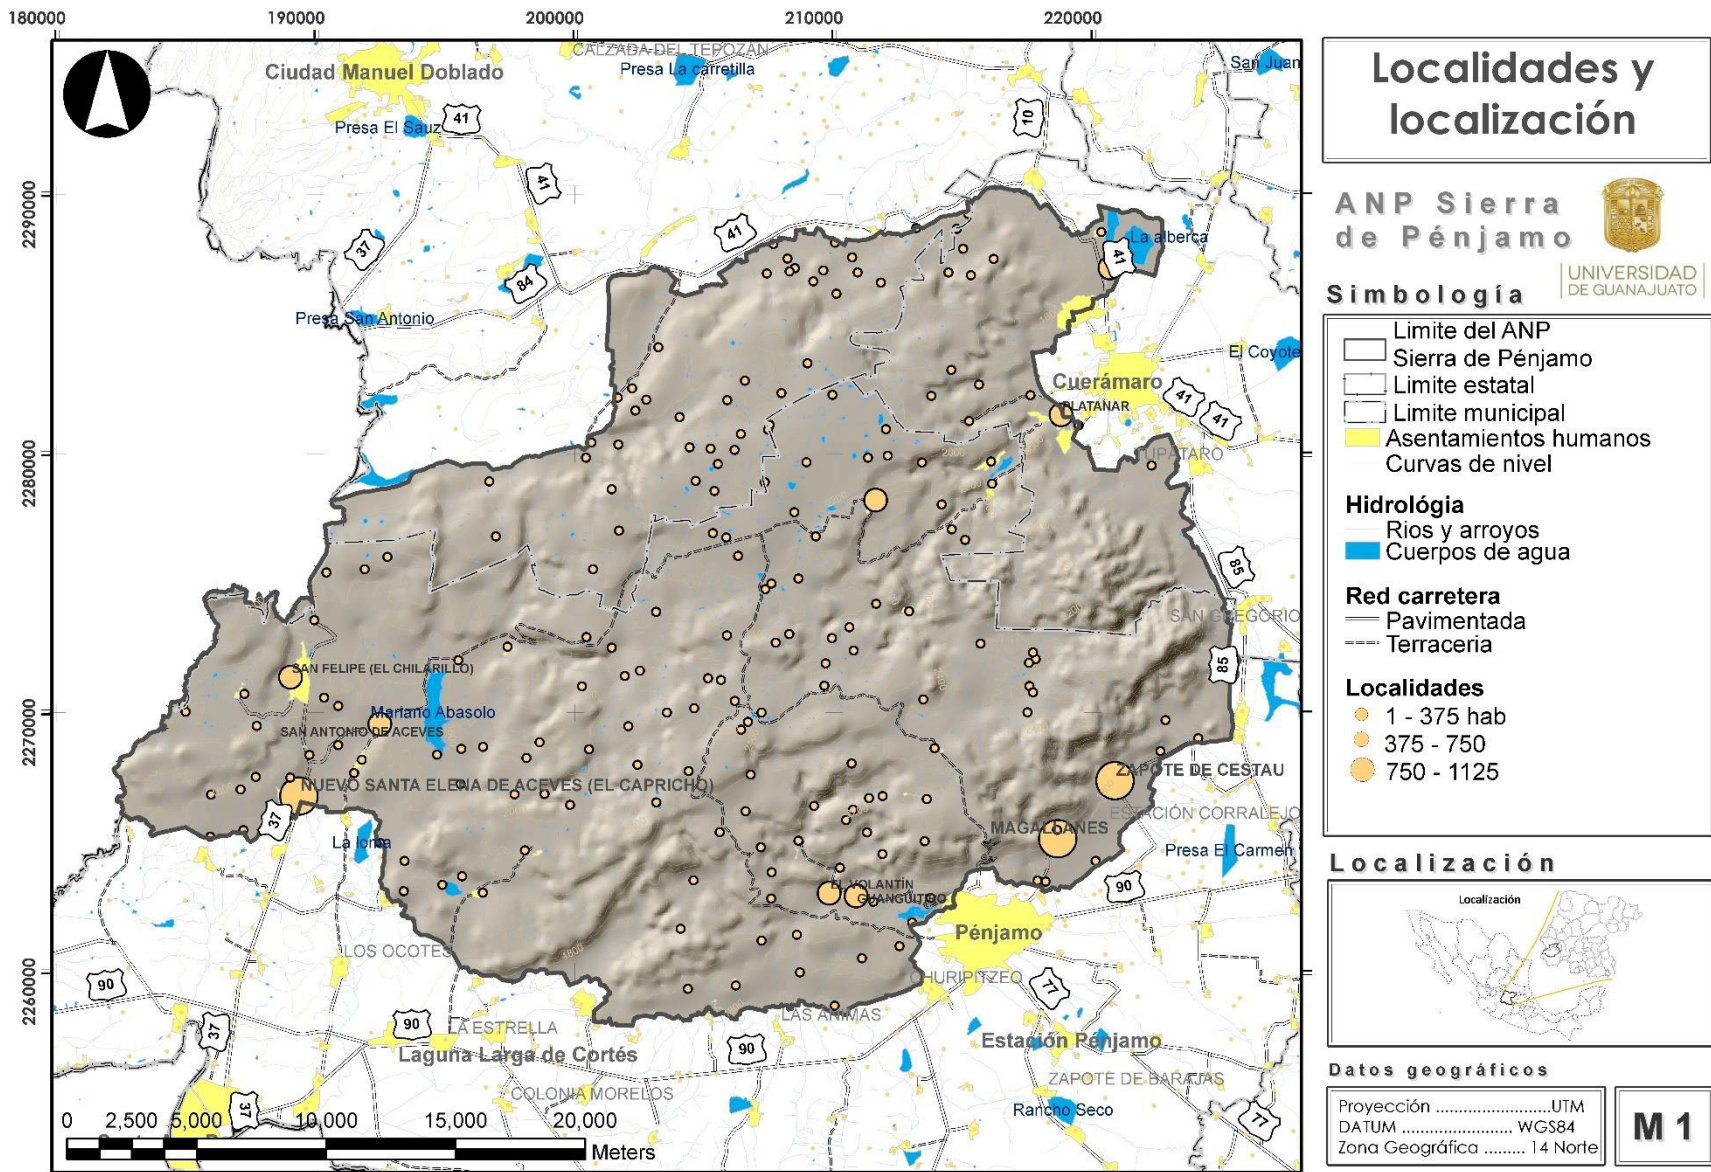 180000
190000
200000
210000
220000
2290000
2280000
2270000
2260000
CALZADA DEL TEPOZÁN
Ciudad Manuel Doblado
Presa La carretilla
San Juan
Presa El Sauz
41
10
41
41
37
84
La alberca
41
Presa San Antonio
El Coyote
Cuerámaro
41
41
PLATANAR
TUPÁTARO
2000
85
SAN GREGORIO
85
SAN FELIPE (EL CHILARILLO)
Mariano Abasolo
SAN ANTONIO DE ACEVES
NUEVO SANTA ELENA DE ACEVES (EL CAPRICHO)
ZAPOTE DE CESTAU
37
ESTACIÓN CORRALEJO
MAGALLANES
La loma
Presa El Carmen
90
EL VOLANTÍN
GUANGUITIRO
Pénjamo
1800
LOS OCOTES
CHURIPITZEO
90
77
LAS ÁNIMAS
37
90
LA ESTRELLA
Laguna Larga de Cortés
90
Estación Pénjamo
ZAPOTE DE BARAJAS
COLONIA MORELOS
37
Rancho Seco
77
0 2,500 5,000 10,000 15,000 20,000
Meters
Localidades y
localización
ANP Sierra
de Pénjamo
UNIVERSIDAD
DE GUANAJUATO
Simbología
Limite del ANP
Sierra de Pénjamo
Limite estatal
Limite municipal
Asentamientos humanos
Curvas de nivel
Hidrológia
Rios y arroyos
Cuerpos de agua
Red carretera
Pavimentada
Terraceria
Localidades
1 - 375 hab
375 - 750
750 - 1125
Localización
Localización
Datos geográficos
Proyección ......................UTM
DATUM ..................... WGS84
Zona Geográfica ......... 14 Norte
M 1